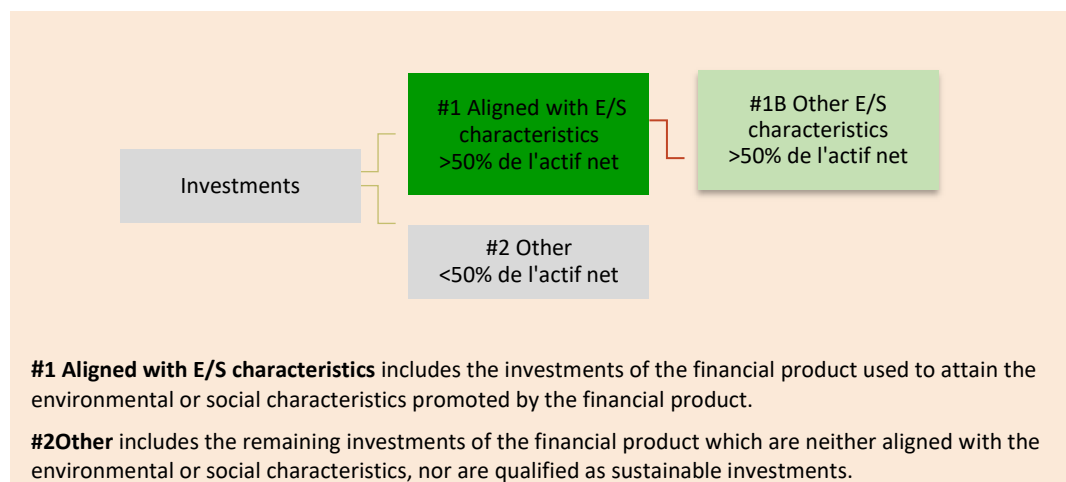 #1 Aligned with E/S
characteristics
>50% de l'actif net
#1B Other E/S
characteristics
>50% de l'actif net
Investments
#2 Other
<50% de l'actif net
#1 Aligned with E/S characteristics includes the investments of the financial product used to attain the
environmental or social characteristics promoted by the financial product.
#2Other includes the remaining investments of the financial product which are neither aligned with the
environmental or social characteristics, nor are qualified as sustainable investments.